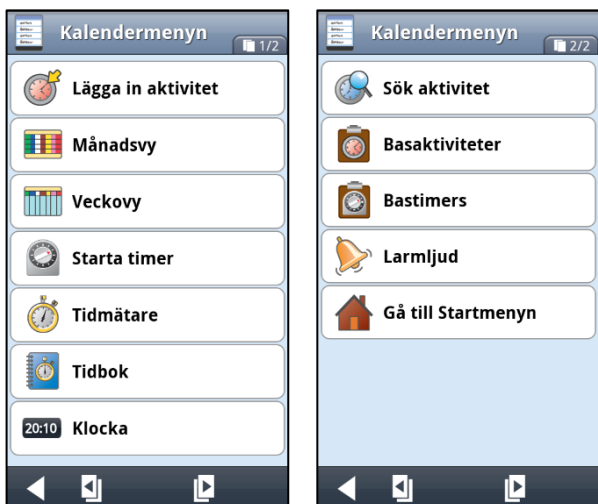 Kalendermenyn
1/2
Lägga in aktivitet
Månadsvy
Veckovy
Starta timer
Tidmätare
Tidbok
20:10 Klocka
Kalendermenyn
2/2
Sök aktivitet
Basaktiviteter
Bastimers
Larmljud
Gå till Startmenyn